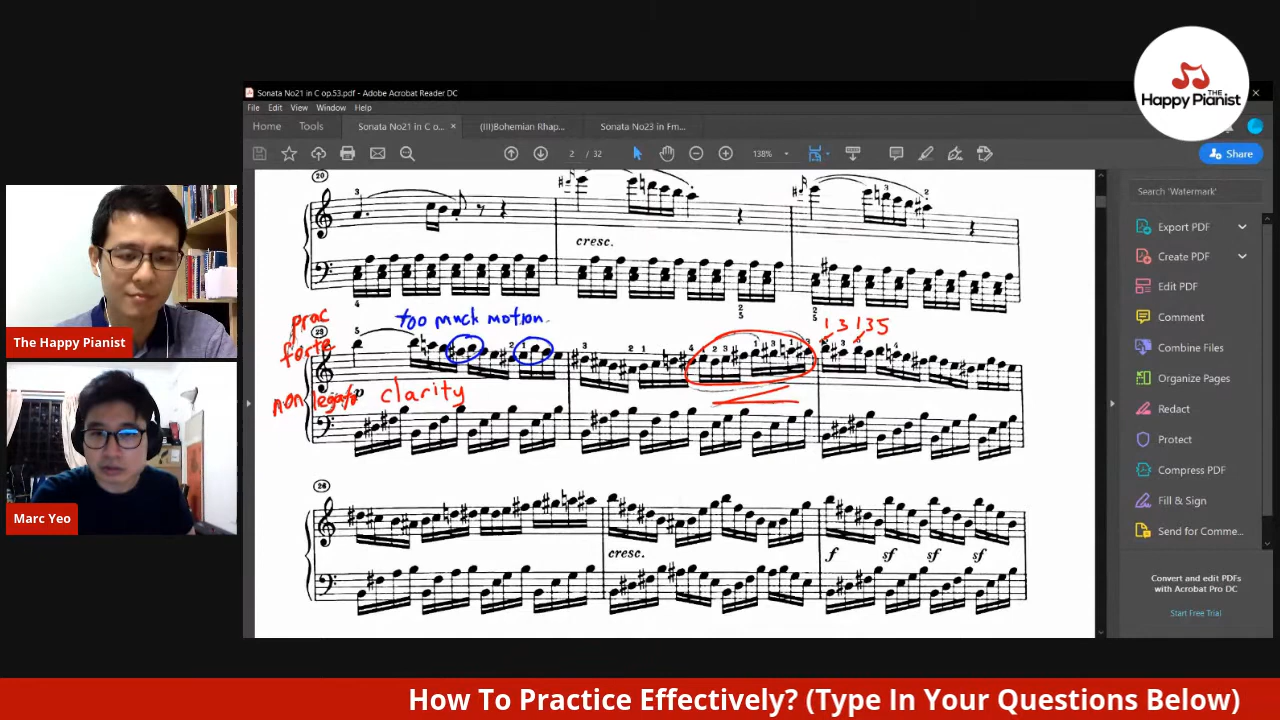 THE
Happy Pianist
Sonata No21 in C op.53.pdf - Adobe Acrobat Reader DC
File Edit View Window Help
Home Tools Sonata No21 in C o... × (III)Bohemian Rhap... Sonata No23 in Fm...
2 / 32 138%
Share
Search 'Watermark'
Export PDF
Create PDF
Edit PDF
Comment
Combine Files
Organize Pages
Redact
Protect
Compress PDF
Fill & Sign
Send for Comme...
Convert and edit PDFs
with Acrobat Pro DC
Start Free Trial
20
cresc.
prac
forte
non legato
too much motion.
1 3 1 3 5
23
p clarity
26
cresc. f sf sf sf
The Happy Pianist
Marc Yeo
How To Practice Effectively? (Type In Your Questions Below)